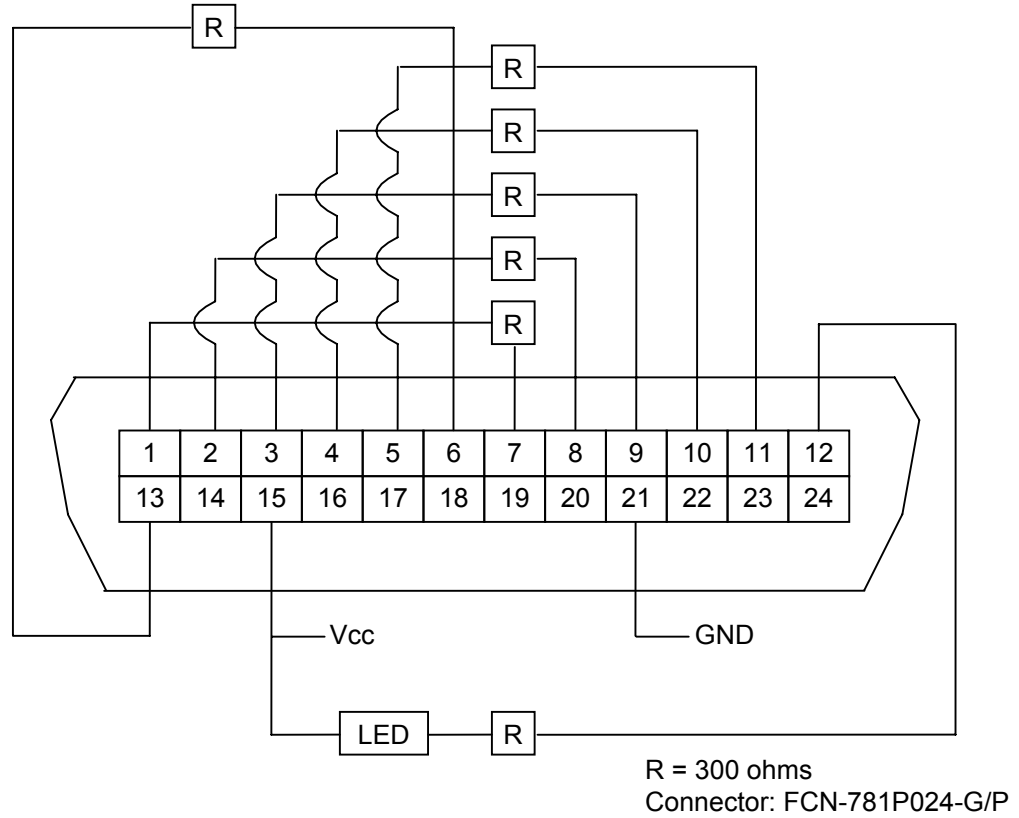 R
R
R
R
R
R
1 2 3 4 5 6 7 8 9 10 11 12
13 14 15 16 17 18 19 20 21 22 23 24
Vcc GND
LED R
R = 300 ohms
Connector: FCN-781P024-G/P